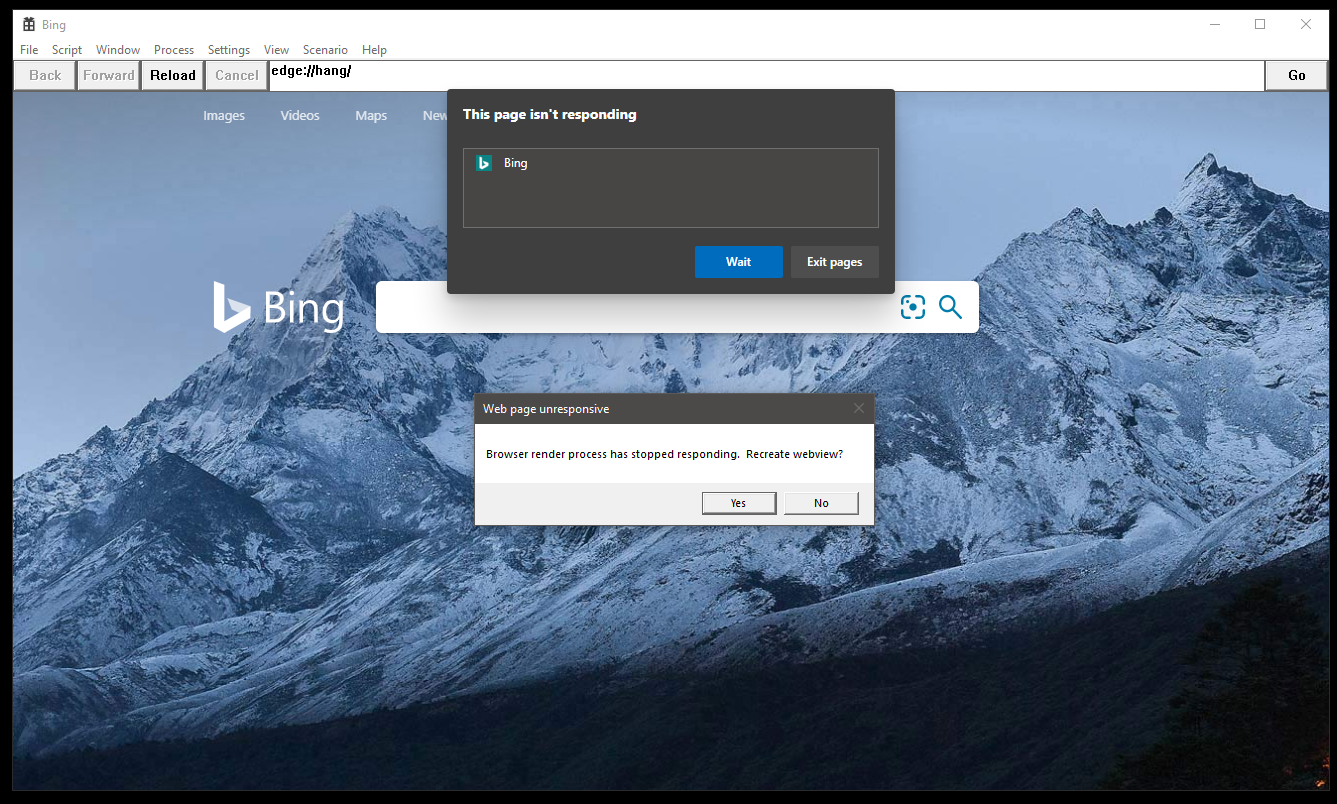 Bing
File Script Window Process Settings View Scenario Help
Back Forward Reload Cancel edge://hang/ Go
Images Videos Maps New
This page isn't responding
Bing
Wait Exit pages
Bing
Web page unresponsive
Browser render process has stopped responding. Recreate webview?
Yes No